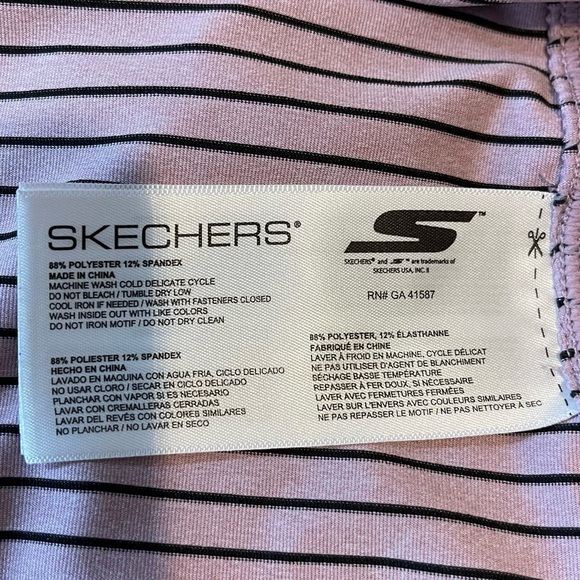 SKECHERS®
88% POLYESTER 12% SPANDEX
MADE IN CHINA
MACHINE WASH COLD DELICATE CYCLE
DO NOT BLEACH / TUMBLE DRY LOW
COOL IRON IF NEEDED / WASH WITH FASTENERS CLOSED
WASH INSIDE OUT WITH LIKE COLORS
DO NOT IRON MOTIF / DO NOT DRY CLEAN
88% POLIESTER 12% SPANDEX
HECHO EN CHINA
LAVADO EN MAQUINA CON AGUA FRIA, CICLO DELICADO
NO USAR CLORO / SECAR EN CICLO DELICADO
PLANCHAR CON VAPOR SI ES NECESARIO
LAVAR CON CREMALLERAS CERRADAS
LAVAR DEL REVÉS CON COLORES SIMILARES
NO PLANCHAR / NO LAVAR EN SECO
S™
SKECHERS® and S™ are trademarks of
SKECHERS USA, INC. II
RN# GA 41587
88% POLYESTER, 12% ÉLASTHANNE
FABRIQUÉ EN CHINE
LAVER À FROID EN MACHINE, CYCLE DÉLICAT
NE PAS UTILISER D'AGENT DE BLANCHIMENT
SÉCHAGE BASSE TEMPÉRATURE
REPASSER À FER DOUX, SI NÉCESSAIRE
LAVER AVEC FERMETURES FERMÉES
LAVER SUR L'ENVERS AVEC COULEURS SIMILAIRES
NE PAS REPASSER LE MOTIF / NE PAS NETTOYER À SEC